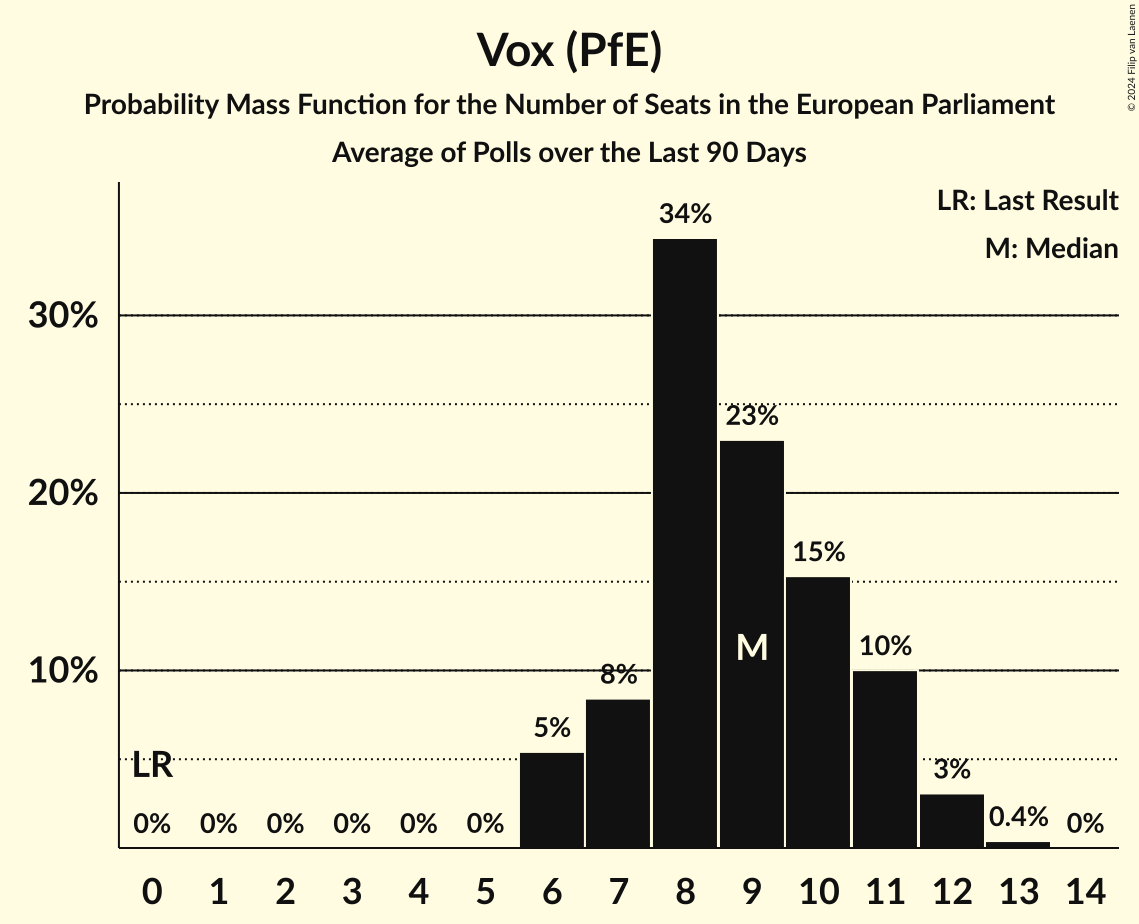 Vox (PfE)
Probability Mass Function for the Number of Seats in the European Parliament
Average of Polls over the Last 90 Days
© 2024 Filip van Laenen
LR: Last Result
M: Median
34%
30%
23%
20%
15%
M
10%
10%
8%
5%
LR
3%
0% 0% 0% 0% 0% 0% 0.4% 0%
0 1 2 3 4 5 6 7 8 9 10 11 12 13 14